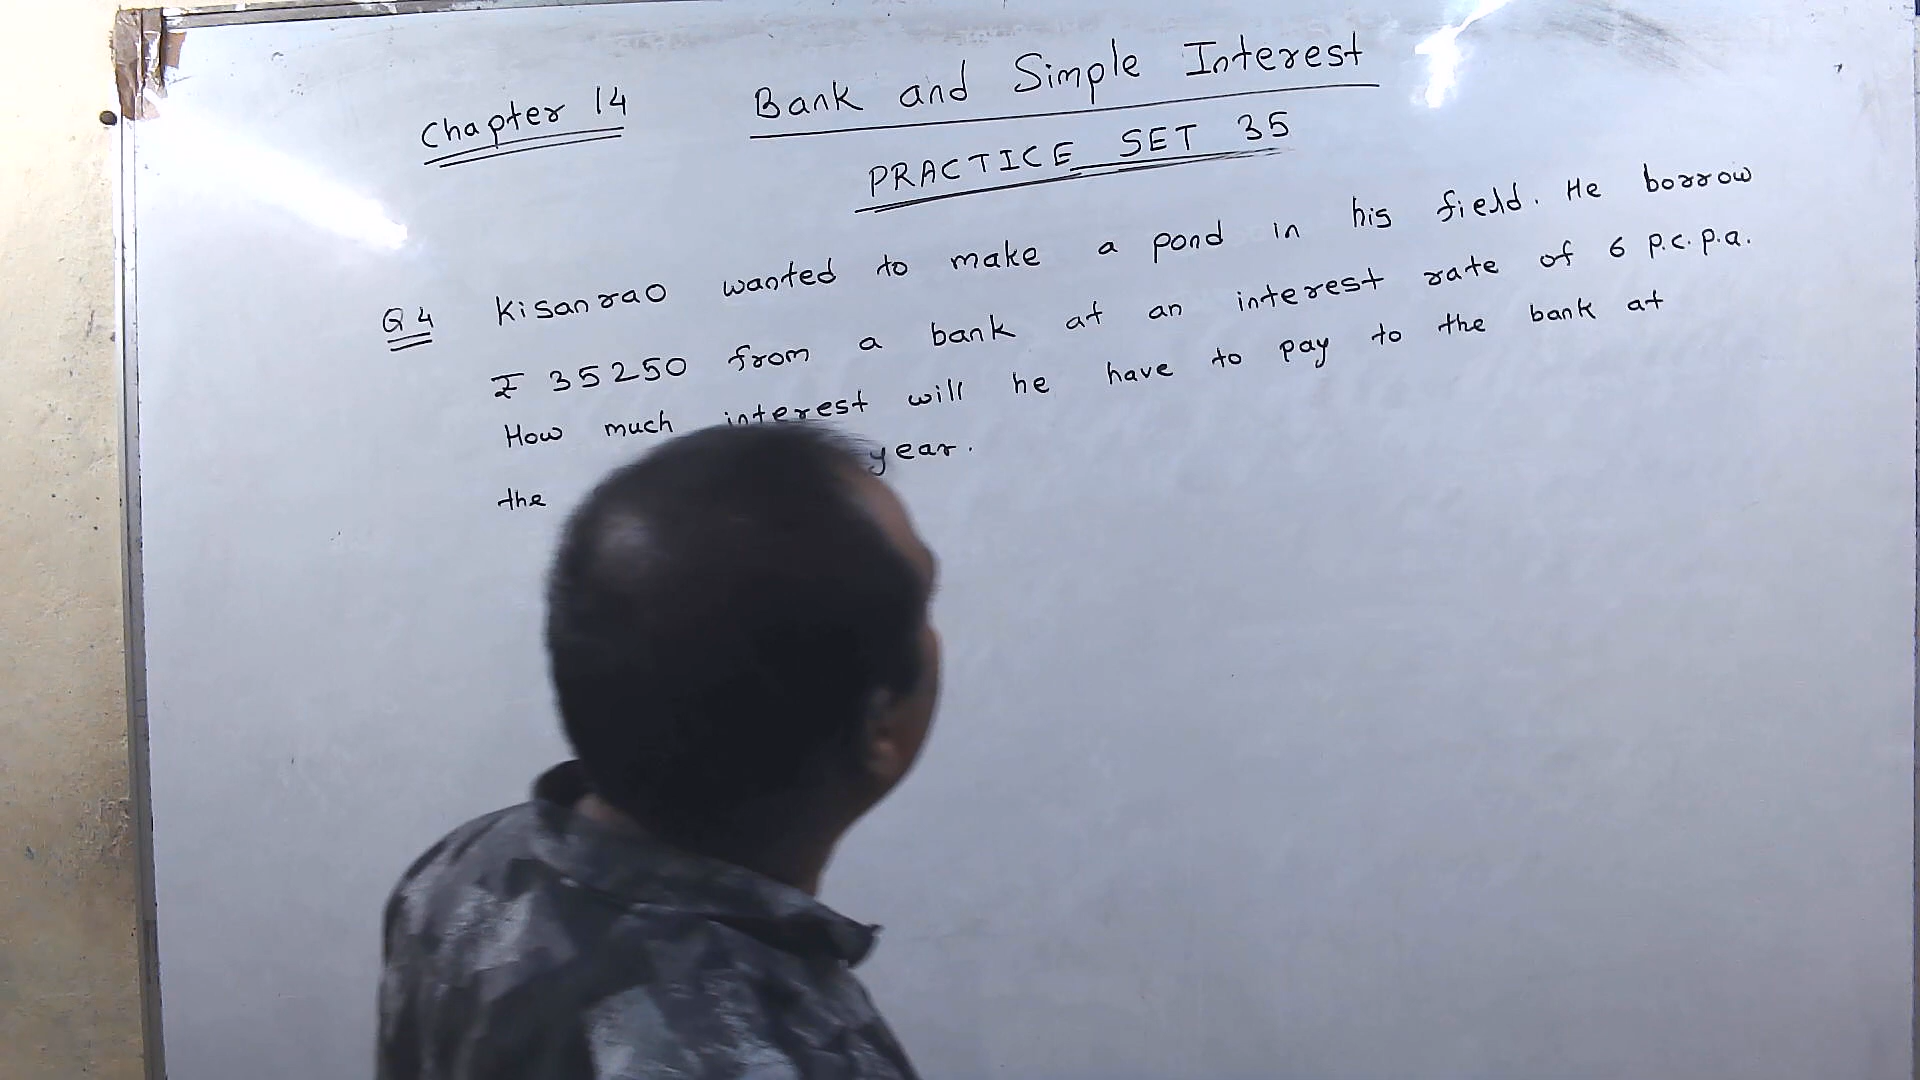 Chapter 14 Bank and Simple Interest
PRACTICE SET 35
Q4 Kisanrao wanted to make a pond in his field. He borrow
₹ 35250 from a bank at an interest rate of 6 p.c.p.a.
How much interest will he have to pay to the bank at
the year.